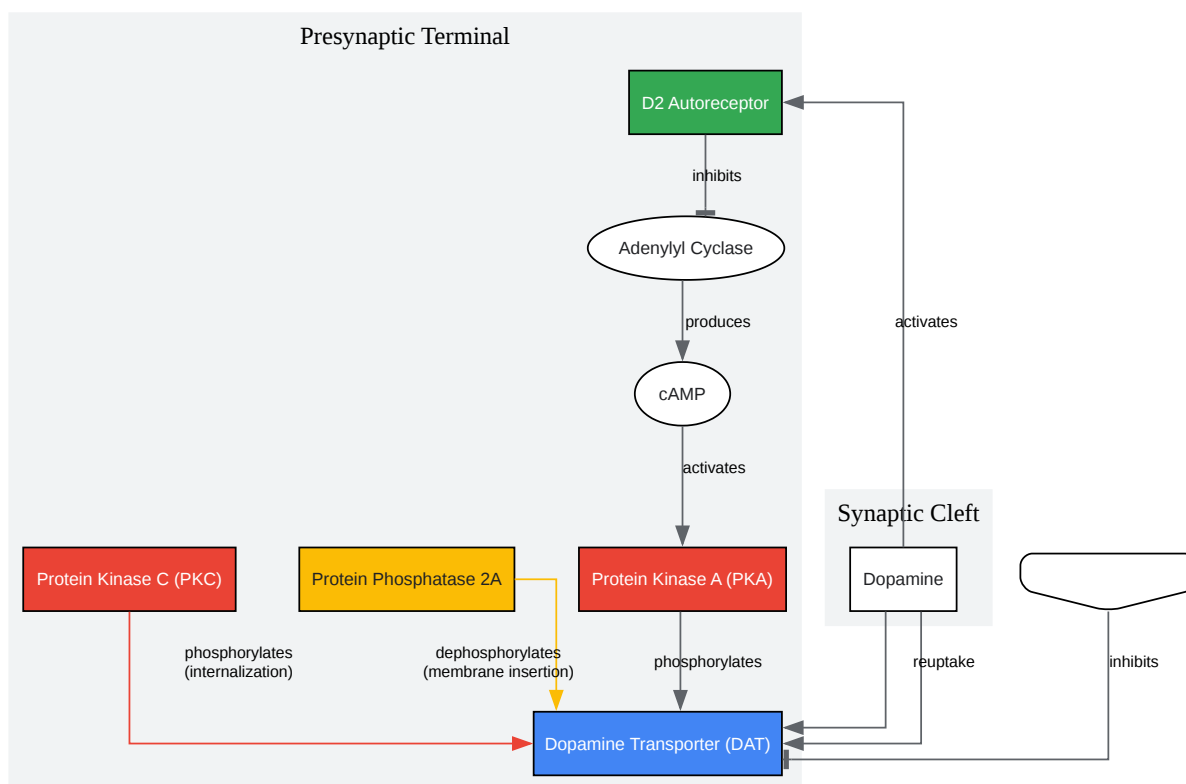 Presynaptic Terminal
D2 Autoreceptor
inhibits
Adenylyl Cyclase
produces
activates
cAMP
activates
Synaptic Cleft
Protein Kinase C (PKC)
Protein Phosphatase 2A
Protein Kinase A (PKA)
Dopamine
phosphorylates
(internalization)
dephosphorylates
(membrane insertion)
phosphorylates
reuptake
inhibits
Dopamine Transporter (DAT)